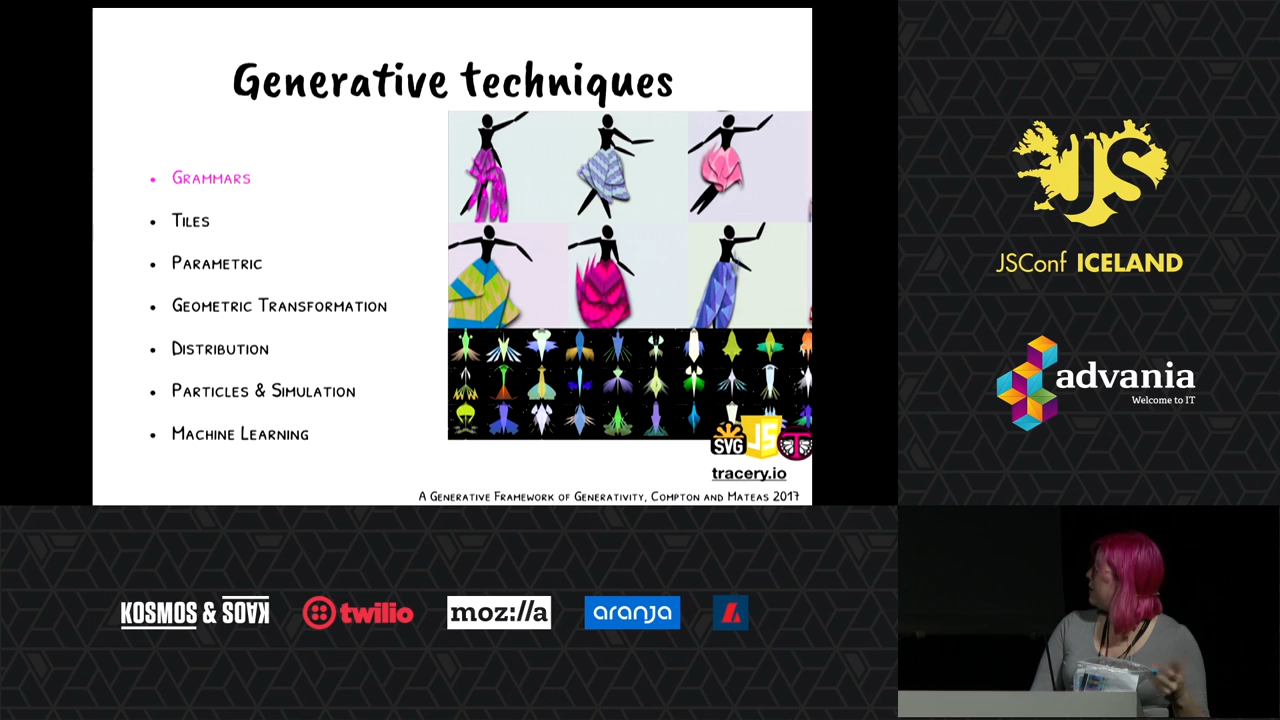 Generative techniques
• Grammars
• Tiles
• Parametric
• Geometric Transformation
• Distribution
• Particles & Simulation
• Machine Learning
SVG
JS
tracery.io
A Generative Framework of Generativity, Compton and Mateas 2017
JS
JSConf ICELAND
advania
Welcome to IT
KOSMOS & KAOS
twilio
moz://a
aranja